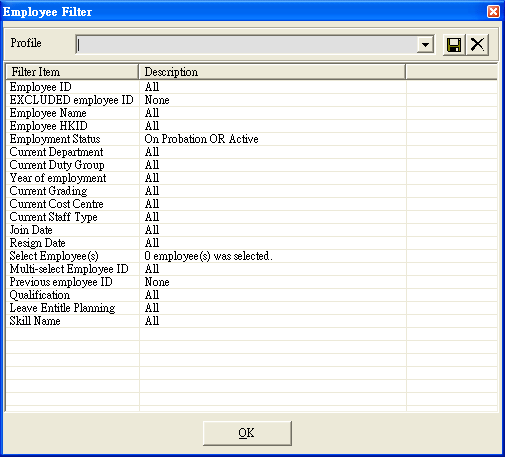 Employee Filter
Profile
Filter Item Description
Employee ID All
EXCLUDED employee ID None
Employee Name All
Employee HKID All
Employment Status On Probation OR Active
Current Department All
Current Duty Group All
Year of employment All
Current Grading All
Current Cost Centre All
Current Staff Type All
Join Date All
Resign Date All
Select Employee(s) 0 employee(s) was selected.
Multi-select Employee ID All
Previous employee ID None
Qualification All
Leave Entitle Planning All
Skill Name All
OK